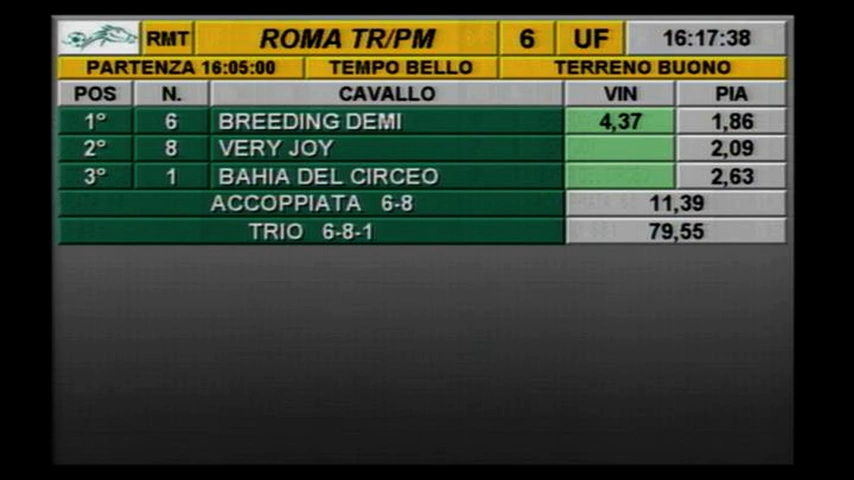 RMT ROMA TR/PM 6 UF 16:17:38
PARTENZA 16:05:00 TEMPO BELLO TERRENO BUONO
POS N. CAVALLO VIN PIA
1° 6 BREEDING DEMI 4,37 1,86
2° 8 VERY JOY 2,09
3° 1 BAHIA DEL CIRCEO 2,63
ACCOPPIATA 6-8 11,39
TRIO 6-8-1 79,55